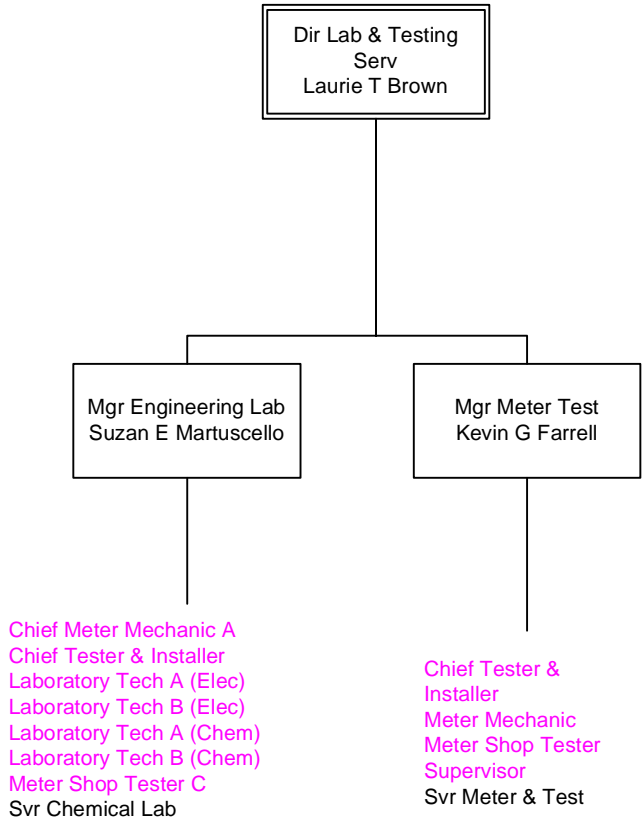 Dir Lab & Testing
Serv
Laurie T Brown
Mgr Engineering Lab
Suzan E Martuscello
Mgr Meter Test
Kevin G Farrell
Chief Meter Mechanic A
Chief Tester & Installer
Laboratory Tech A (Elec)
Laboratory Tech B (Elec)
Laboratory Tech A (Chem)
Laboratory Tech B (Chem)
Meter Shop Tester C
Svr Chemical Lab
Chief Tester &
Installer
Meter Mechanic
Meter Shop Tester
Supervisor
Svr Meter & Test